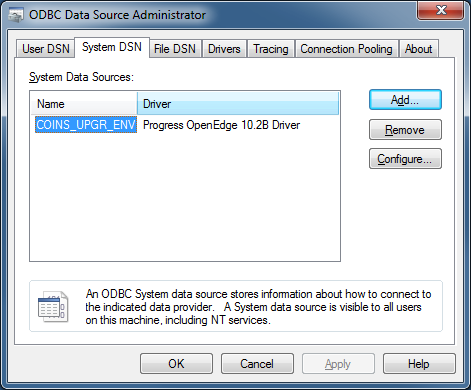 ODBC Data Source Administrator
User DSN System DSN File DSN Drivers Tracing Connection Pooling About
System Data Sources:
Name Driver Add...
COINS_UPGR_ENV Progress OpenEdge 10.2B Driver
Remove
Configure...
An ODBC System data source stores information about how to connect to
the indicated data provider. A System data source is visible to all users
on this machine, including NT services.
OK Cancel Apply Help